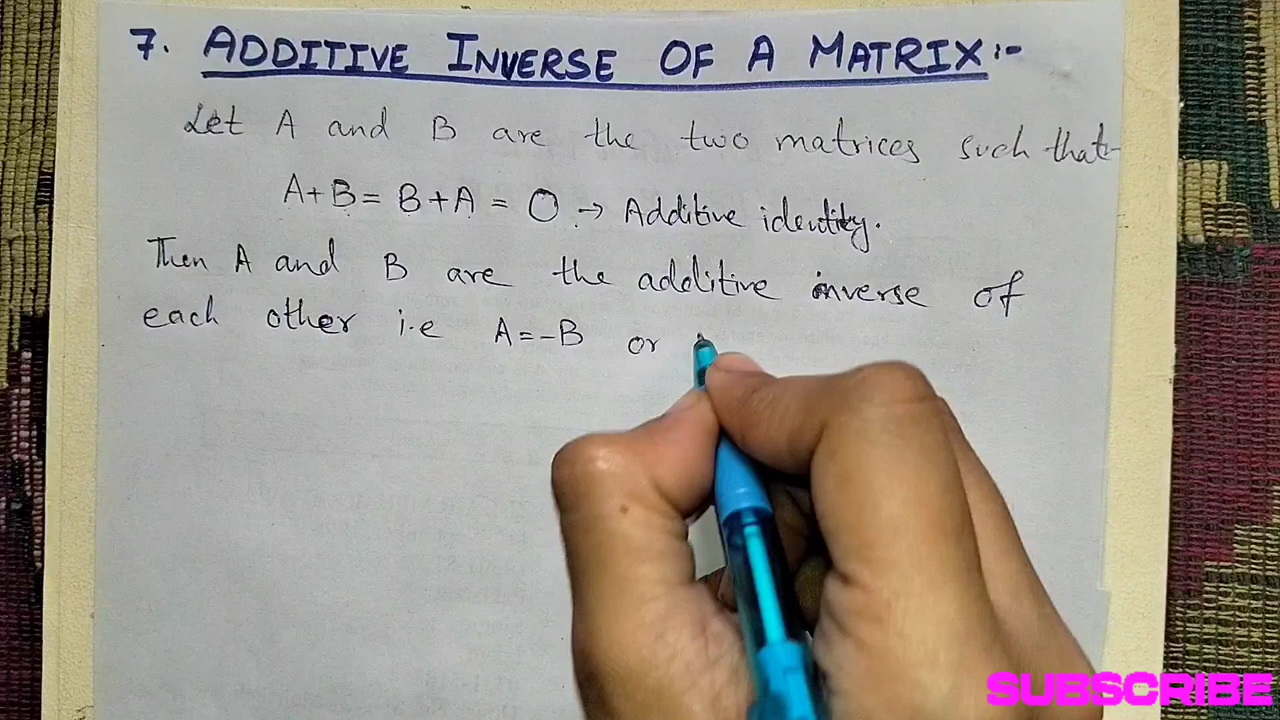 7. ADDITIVE INVERSE OF A MATRIX:-
Let A and B are the two matrices such that-
A+B = B+A = O → Additive identity.
Then A and B are the additive inverse of
each other i.e A=-B or
SUBSCRIBE